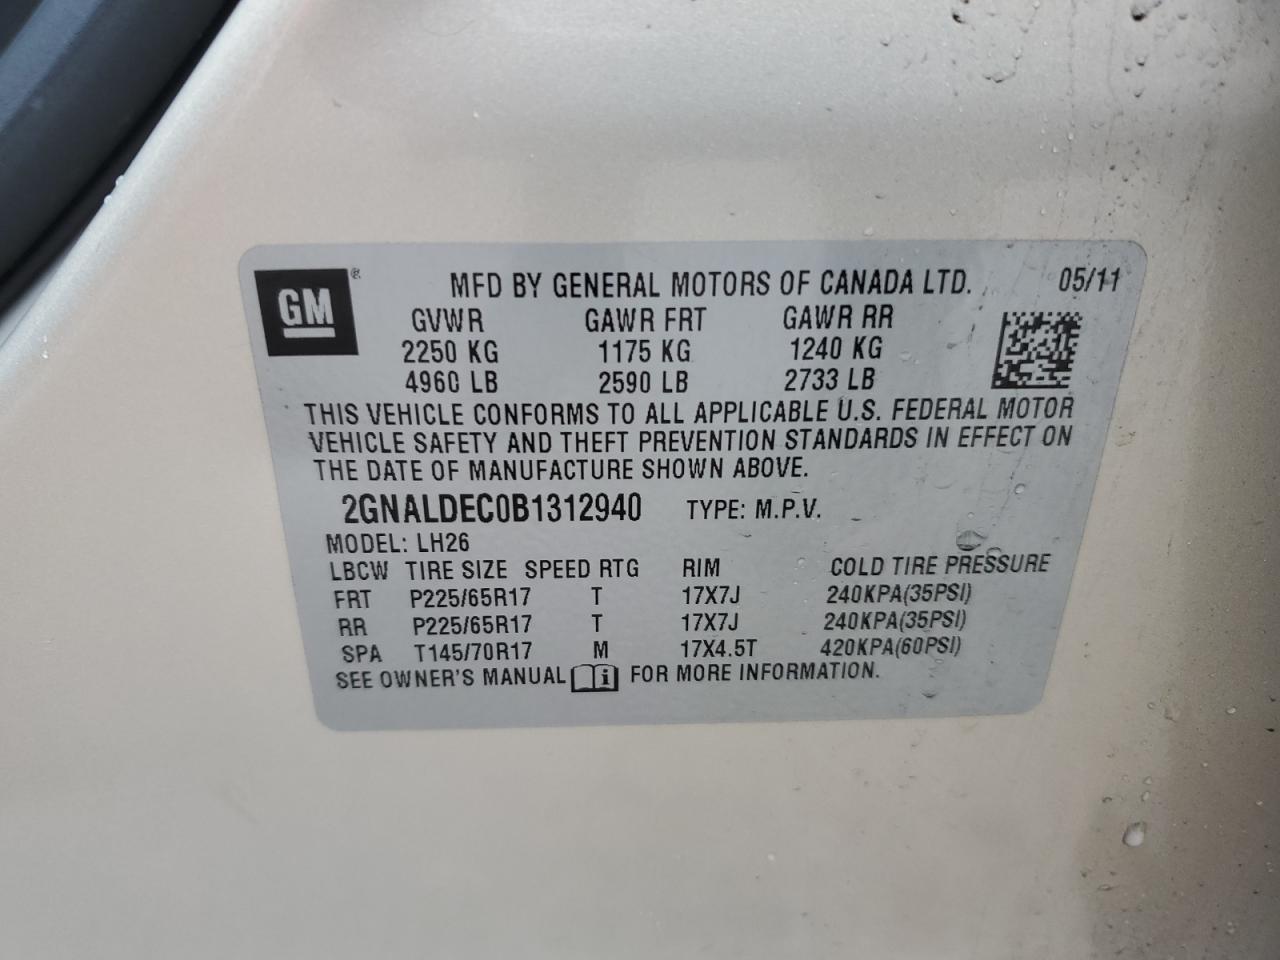 GM ® MFD BY GENERAL MOTORS OF CANADA LTD. 05/11
GVWR GAWR FRT GAWR RR
2250 KG 1175 KG 1240 KG
4960 LB 2590 LB 2733 LB
THIS VEHICLE CONFORMS TO ALL APPLICABLE U.S. FEDERAL MOTOR
VEHICLE SAFETY AND THEFT PREVENTION STANDARDS IN EFFECT ON
THE DATE OF MANUFACTURE SHOWN ABOVE.
2GNALDEC0B1312940 TYPE: M.P.V.
MODEL: LH26
LBCW TIRE SIZE SPEED RTG RIM COLD TIRE PRESSURE
FRT P225/65R17 T 17X7J 240KPA(35PSI)
RR P225/65R17 T 17X7J 240KPA(35PSI)
SPA T145/70R17 M 17X4.5T 420KPA(60PSI)
SEE OWNER'S MANUAL i FOR MORE INFORMATION.